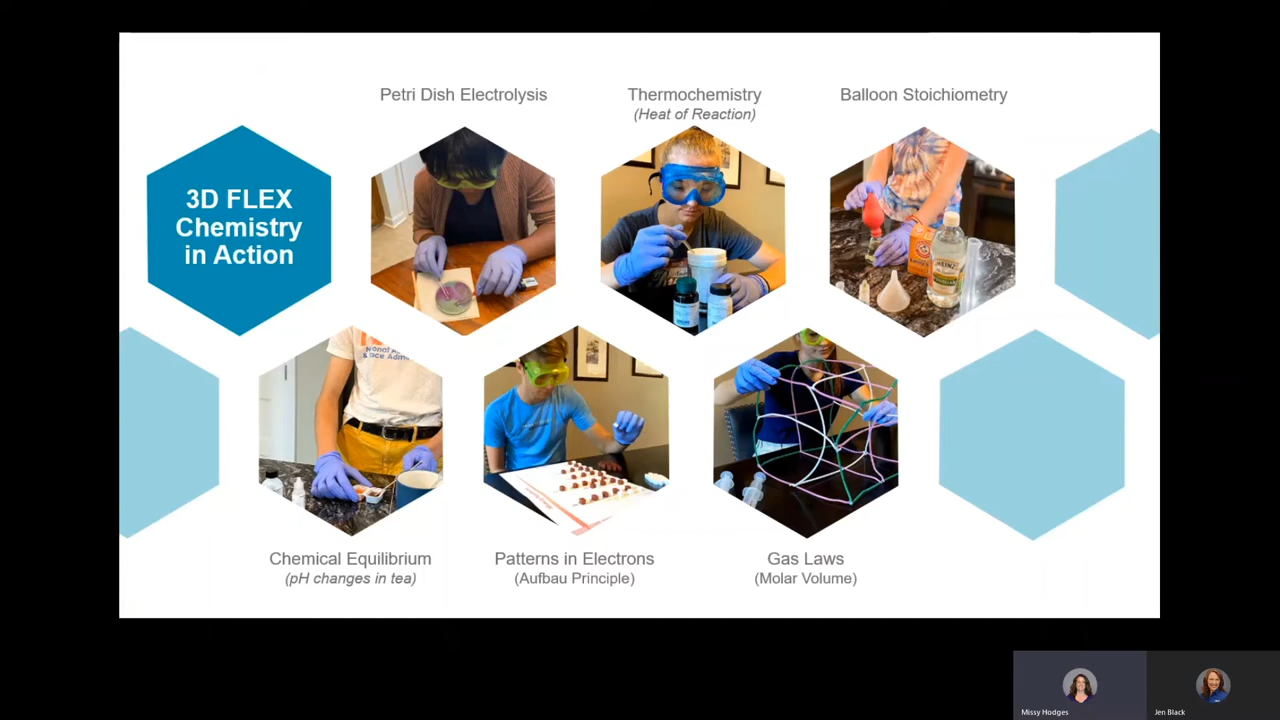 Petri Dish Electrolysis
Thermochemistry
(Heat of Reaction)
Balloon Stoichiometry
3D FLEX
Chemistry
in Action
HEINZ
Chemical Equilibrium
(pH changes in tea)
Patterns in Electrons
(Aufbau Principle)
Gas Laws
(Molar Volume)
Missy Hodges
Jen Black